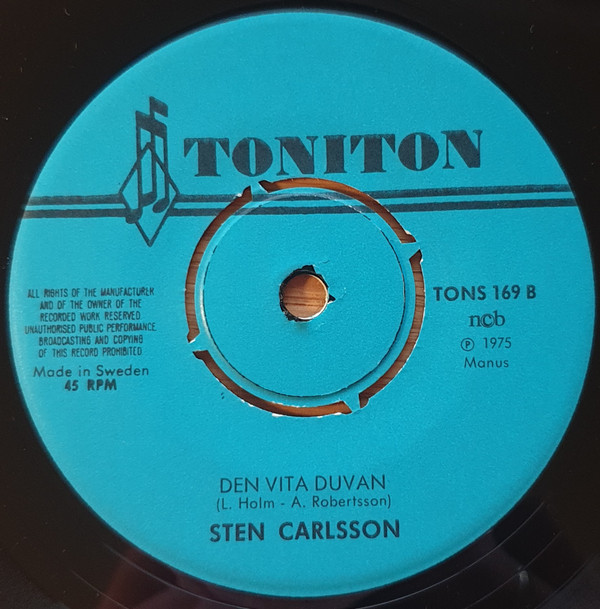 TONITON
ALL RIGHTS OF THE MANUFACTURER
AND OF THE OWNER OF THE
RECORDED WORK RESERVED
UNAUTHORISED PUBLIC PERFORMANCE
BROADCASTING AND COPYING
OF THIS RECORD PROHIBITED
Made in Sweden
45 RPM
TONS 169 B
ncb
℗ 1975
Manus
DEN VITA DUVAN
(L. Holm - A. Robertsson)
STEN CARLSSON